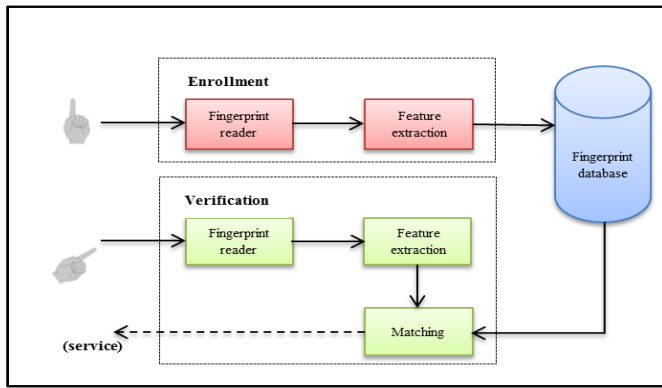 Enrollment
Fingerprint
reader
Feature
extraction
Fingerprint
database
Verification
Fingerprint
reader
Feature
extraction
Matching
(service)